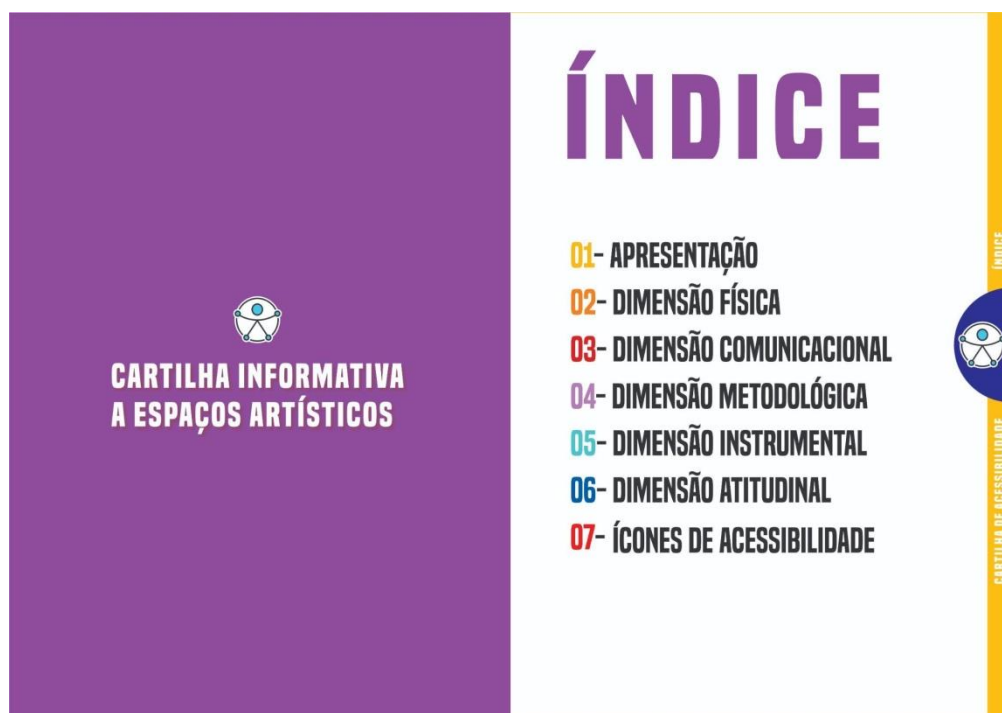 CARTILHA INFORMATIVA
A ESPAÇOS ARTÍSTICOS
ÍNDICE
01- APRESENTAÇÃO
02- DIMENSÃO FÍSICA
03- DIMENSÃO COMUNICACIONAL
04- DIMENSÃO METODOLÓGICA
05- DIMENSÃO INSTRUMENTAL
06- DIMENSÃO ATITUDINAL
07- ÍCONES DE ACESSIBILIDADE
ÍNDICE
CARTILHA DE ACESSIBILIDADE